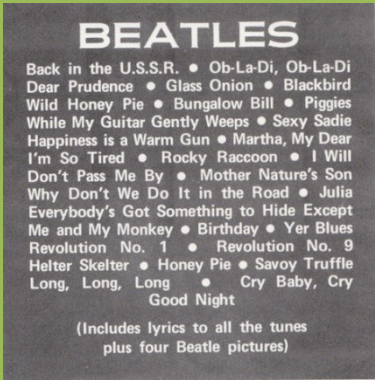 BEATLES
Back in the U.S.S.R. • Ob-La-Di, Ob-La-Di
Dear Prudence • Glass Onion • Blackbird
Wild Honey Pie • Bungalow Bill • Piggies
While My Guitar Gently Weeps • Sexy Sadie
Happiness is a Warm Gun • Martha, My Dear
I'm So Tired • Rocky Raccoon • I Will
Don't Pass Me By • Mother Nature's Son
Why Don't We Do It in the Road • Julia
Everybody's Got Something to Hide Except
Me and My Monkey • Birthday • Yer Blues
Revolution No. 1 • Revolution No. 9
Helter Skelter • Honey Pie • Savoy Truffle
Long, Long, Long • Cry Baby, Cry
Good Night
(Includes lyrics to all the tunes
plus four Beatle pictures)